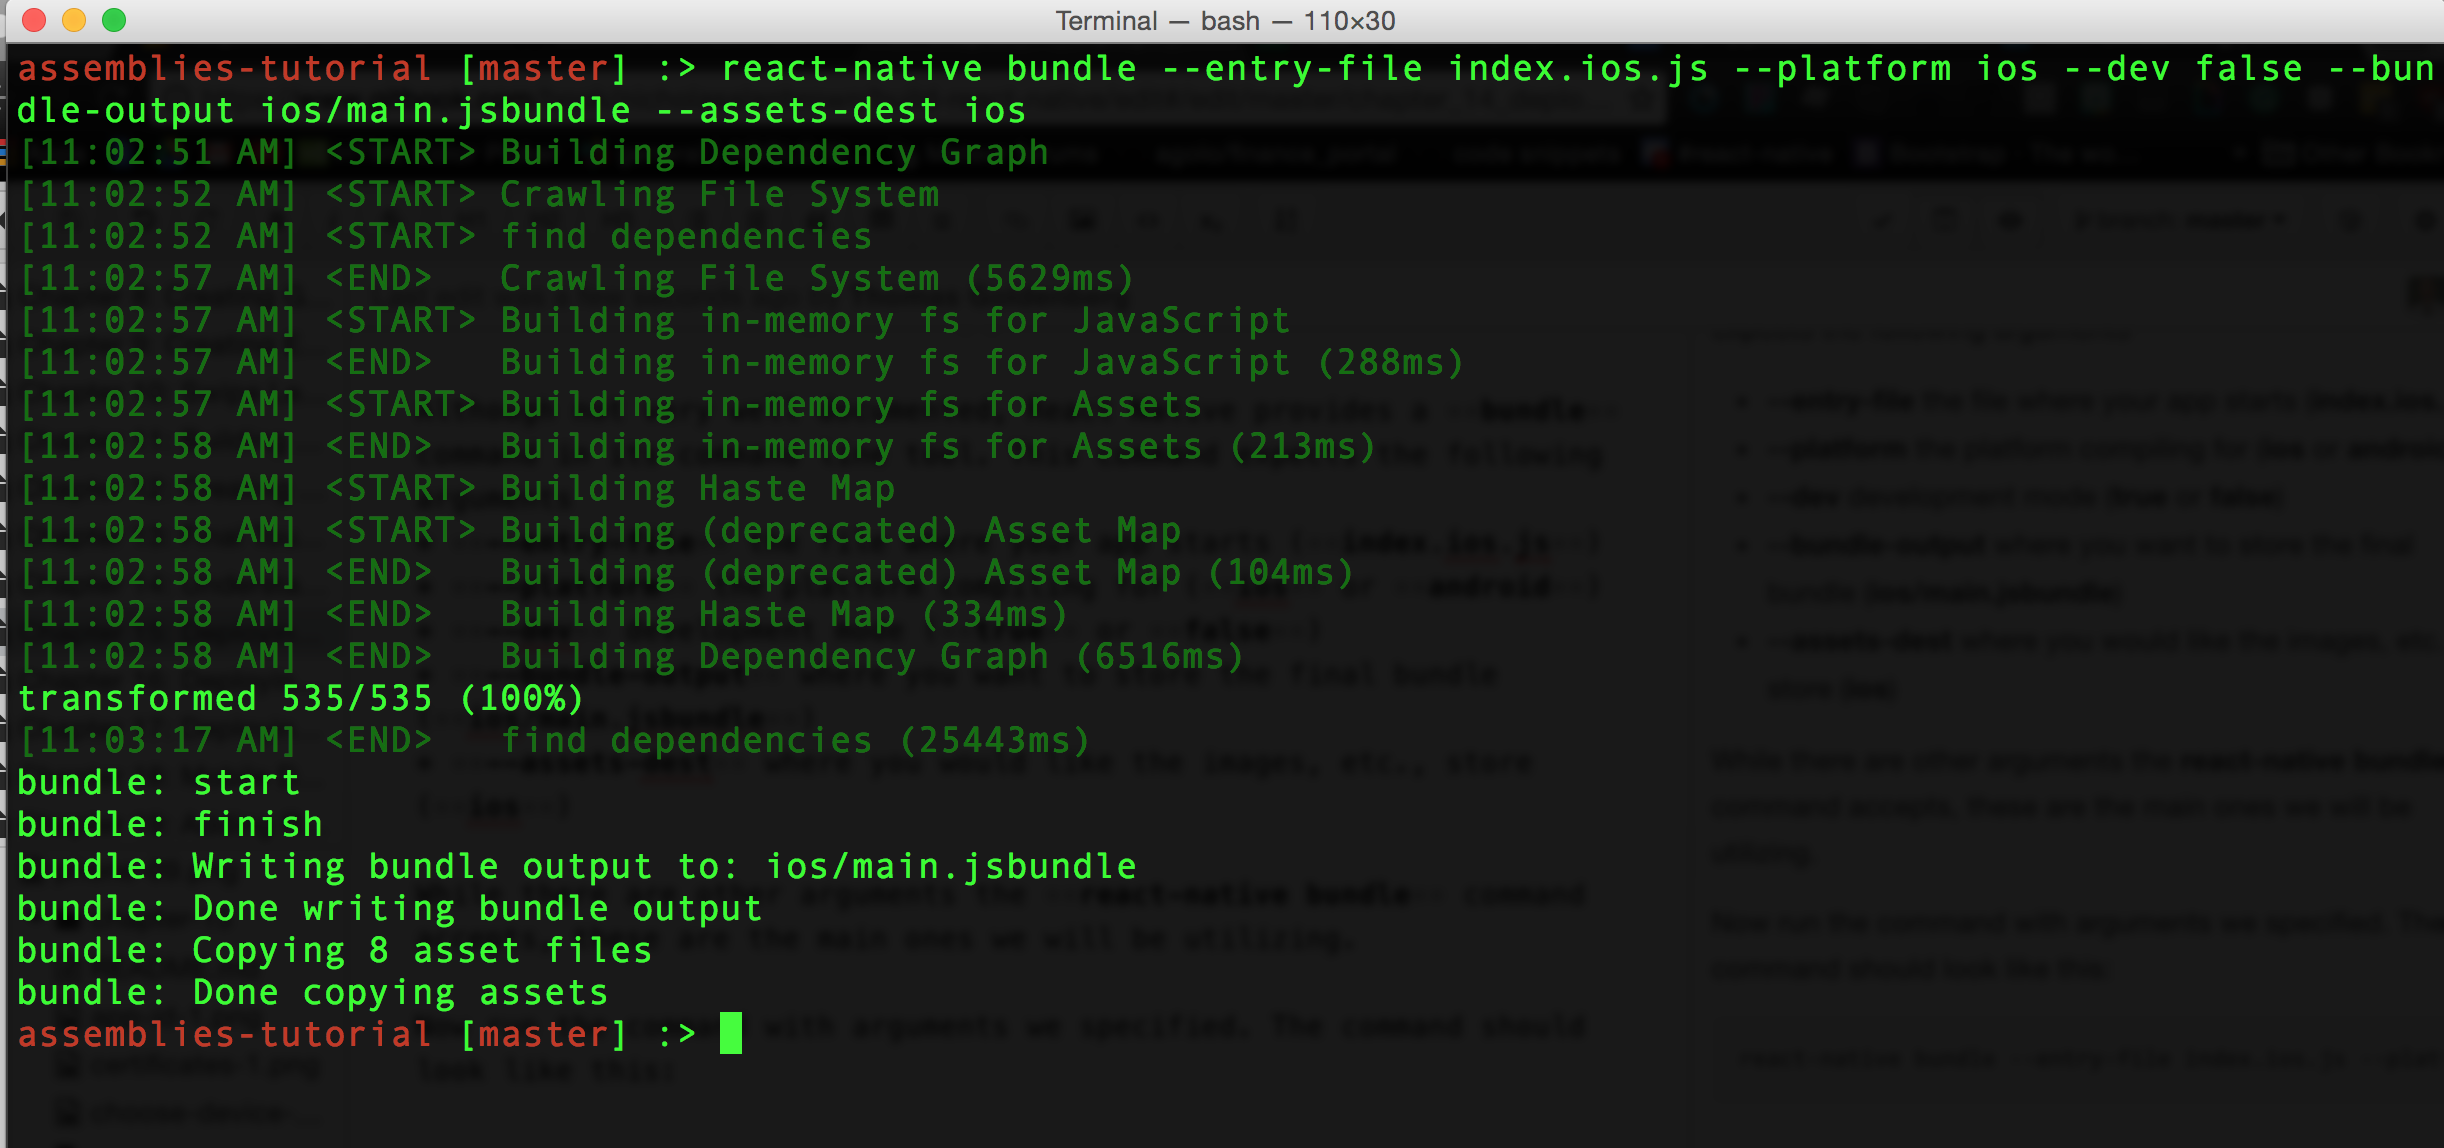 Terminal — bash — 110×30
assemblies-tutorial [master] :> react-native bundle --entry-file index.ios.js --platform ios --dev false --bun
dle-output ios/main.jsbundle --assets-dest ios
[11:02:51 AM] <START> Building Dependency Graph
[11:02:52 AM] <START> Crawling File System
[11:02:52 AM] <START> find dependencies
[11:02:57 AM] <END>   Crawling File System (5629ms)
[11:02:57 AM] <START> Building in-memory fs for JavaScript
[11:02:57 AM] <END>   Building in-memory fs for JavaScript (288ms)
[11:02:57 AM] <START> Building in-memory fs for Assets
[11:02:58 AM] <END>   Building in-memory fs for Assets (213ms)
[11:02:58 AM] <START> Building Haste Map
[11:02:58 AM] <START> Building (deprecated) Asset Map
[11:02:58 AM] <END>   Building (deprecated) Asset Map (104ms)
[11:02:58 AM] <END>   Building Haste Map (334ms)
[11:02:58 AM] <END>   Building Dependency Graph (6516ms)
transformed 535/535 (100%)
[11:03:17 AM] <END>   find dependencies (25443ms)
bundle: start
bundle: finish
bundle: Writing bundle output to: ios/main.jsbundle
bundle: Done writing bundle output
bundle: Copying 8 asset files
bundle: Done copying assets
assemblies-tutorial [master] :>